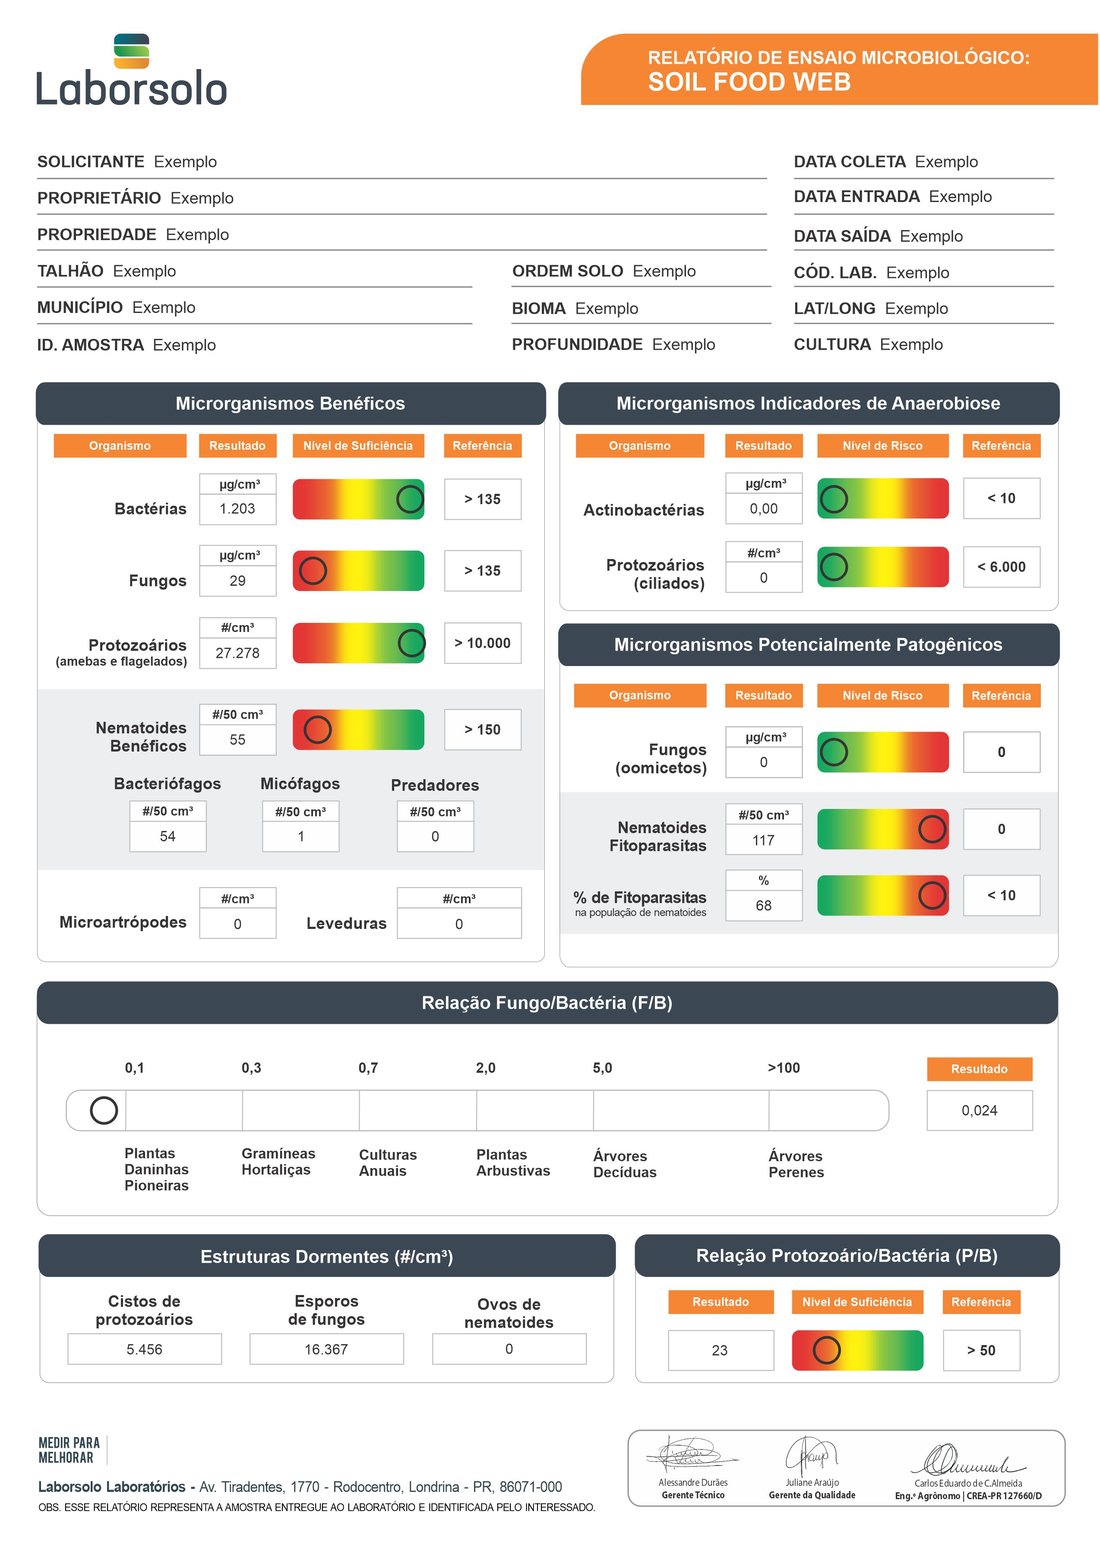 Laborsolo
RELATÓRIO DE ENSAIO MICROBIOLÓGICO:
SOIL FOOD WEB
SOLICITANTE Exemplo
DATA COLETA Exemplo
PROPRIETÁRIO Exemplo
DATA ENTRADA Exemplo
PROPRIEDADE Exemplo
DATA SAÍDA Exemplo
TALHÃO Exemplo
ORDEM SOLO Exemplo
CÓD. LAB. Exemplo
MUNICÍPIO Exemplo
BIOMA Exemplo
LAT/LONG Exemplo
ID. AMOSTRA Exemplo
PROFUNDIDADE Exemplo
CULTURA Exemplo
Microrganismos Benéficos
Organismo Resultado Nível de Suficiência Referência
µg/cm³
Bactérias 1.203 > 135
µg/cm³
Fungos 29 > 135
#/cm³
Protozoários 27.278 > 10.000
(amebas e flagelados)
#/50 cm³
Nematoides
Benéficos 55 > 150
Bacteriófagos Micófagos Predadores
#/50 cm³ #/50 cm³ #/50 cm³
54 1 0
#/cm³ #/cm³
Microartrópodes 0 Leveduras 0
Microrganismos Indicadores de Anaerobiose
Organismo Resultado Nível de Risco Referência
µg/cm³
Actinobactérias 0,00 < 10
#/cm³
Protozoários
(ciliados) 0 < 6.000
Microrganismos Potencialmente Patogênicos
Organismo Resultado Nível de Risco Referência
µg/cm³
Fungos
(oomicetos) 0 0
#/50 cm³
Nematoides
Fitoparasitas 117 0
%
% de Fitoparasitas 68 < 10
na população de nematoides
Relação Fungo/Bactéria (F/B)
0,1 0,3 0,7 2,0 5,0 >100
Resultado
0,024
Plantas
Daninhas
Pioneiras
Gramíneas
Hortaliças
Culturas
Anuais
Plantas
Arbustivas
Árvores
Decíduas
Árvores
Perenes
Estruturas Dormentes (#/cm³)
Cistos de
protozoários
5.456
Esporos
de fungos
16.367
Ovos de
nematoides
0
Relação Protozoário/Bactéria (P/B)
Resultado Nível de Suficiência Referência
23 > 50
MEDIR PARA
MELHORAR
Laborsolo Laboratórios - Av. Tiradentes, 1770 - Rodocentro, Londrina - PR, 86071-000
OBS. ESSE RELATÓRIO REPRESENTA A AMOSTRA ENTREGUE AO LABORATÓRIO E IDENTIFICADA PELO INTERESSADO.
Alessandre Durães
Gerente Técnico
Juliane Araújo
Gerente da Qualidade
Carlos Eduardo de C.Almeida
Eng.º Agrônomo | CREA-PR 127660/D